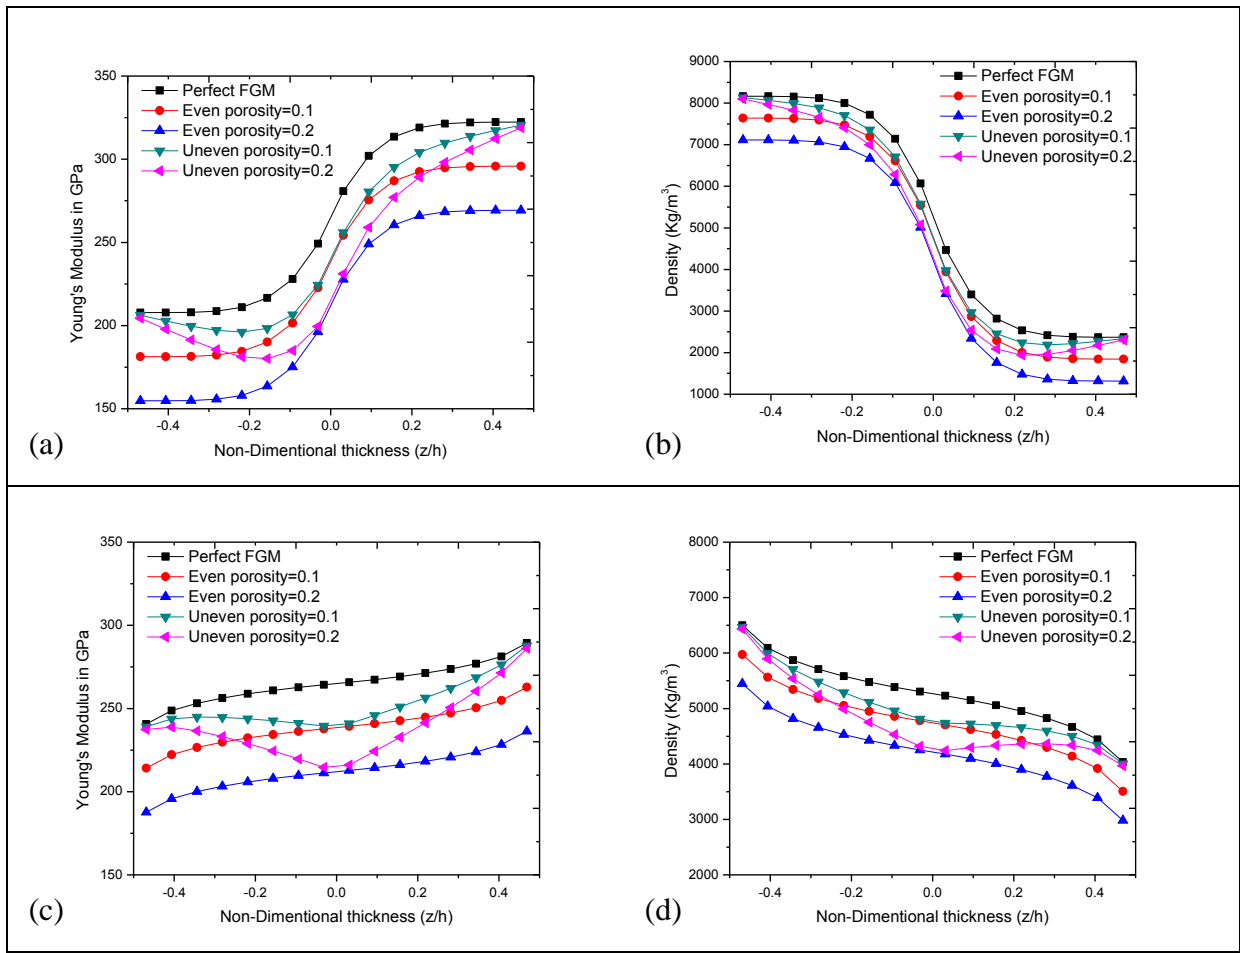 350
300
250
200
150
Young's Modulus in GPa
Perfect FGM
Even porosity=0.1
Even porosity=0.2
Uneven porosity=0.1
Uneven porosity=0.2
-0.4 -0.2 0.0 0.2 0.4
Non-Dimentional thickness (z/h)
(a)
9000
8000
7000
6000
5000
4000
3000
2000
1000
Density (Kg/m³)
Perfect FGM
Even porosity=0.1
Even porosity=0.2
Uneven porosity=0.1
Uneven porosity=0.2
-0.4 -0.2 0.0 0.2 0.4
Non-Dimentional thickness (z/h)
(b)
350
300
250
200
150
Young's Modulus in GPa
Perfect FGM
Even porosity=0.1
Even porosity=0.2
Uneven porosity=0.1
Uneven porosity=0.2
-0.4 -0.2 0.0 0.2 0.4
Non-Dimentional thickness (z/h)
(c)
8000
7000
6000
5000
4000
3000
2000
Density (Kg/m³)
Perfect FGM
Even porosity=0.1
Even porosity=0.2
Uneven porosity=0.1
Uneven porosity=0.2
-0.4 -0.2 0.0 0.2 0.4
Non-Dimentional thickness (z/h)
(d)